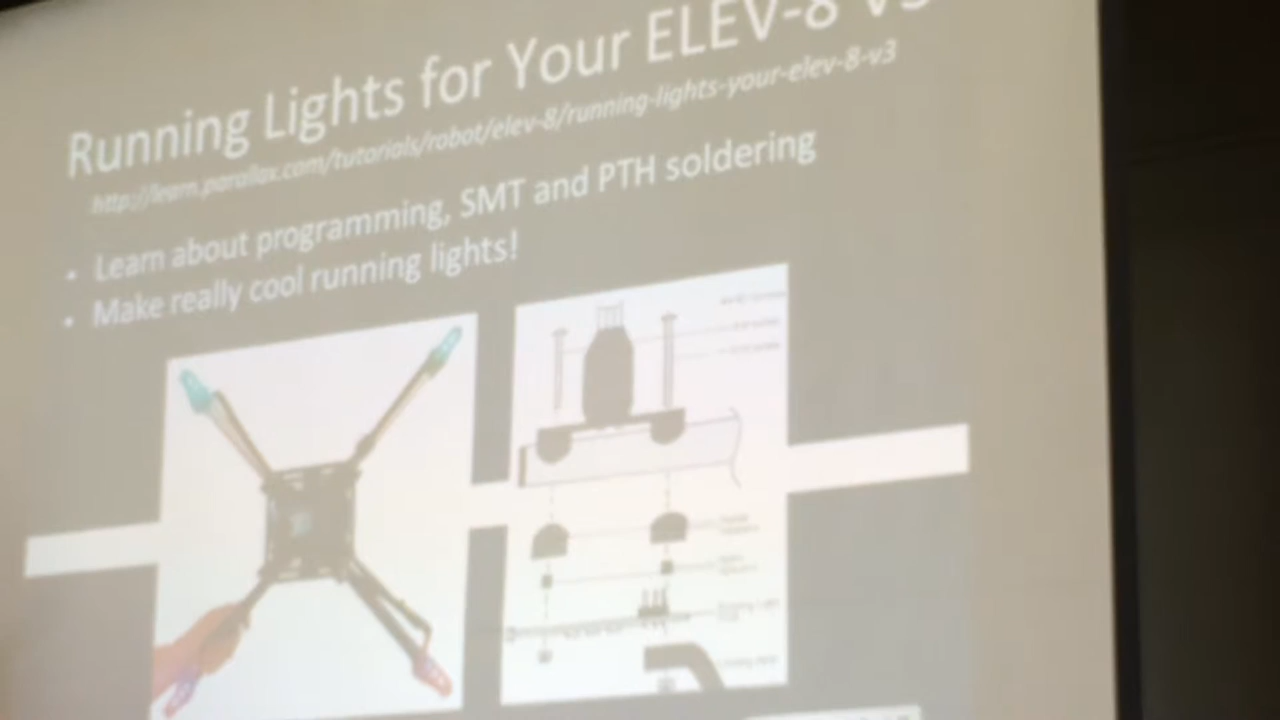 Running Lights for Your ELEV-8 v3
http://learn.parallax.com/tutorials/robot/elev-8/running-lights-your-elev-8-v3
• Learn about programming, SMT and PTH soldering
• Make really cool running lights!